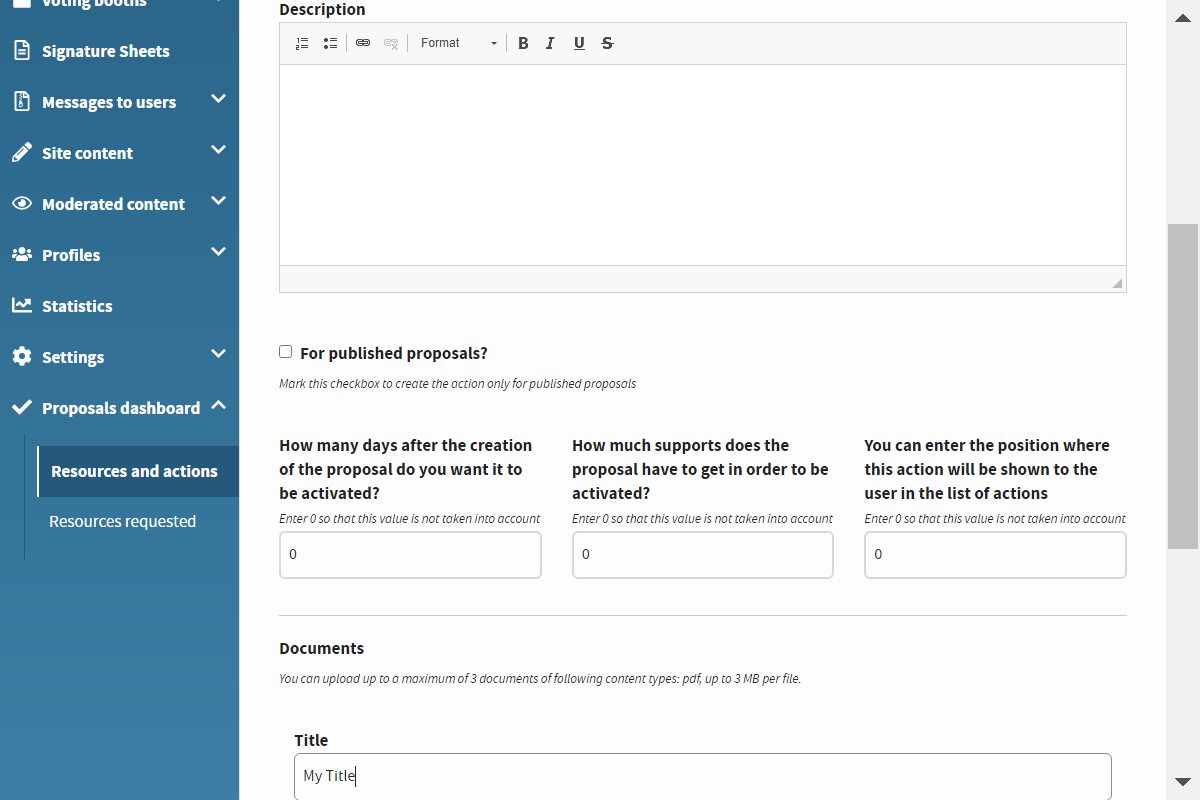 Voting booths
Signature Sheets
Messages to users
Site content
Moderated content
Profiles
Statistics
Settings
Proposals dashboard
Resources and actions
Resources requested
Description
Format
B I U S
For published proposals?
Mark this checkbox to create the action only for published proposals
How many days after the creation
of the proposal do you want it to
be activated?
Enter 0 so that this value is not taken into account
0
How much supports does the
proposal have to get in order to be
activated?
Enter 0 so that this value is not taken into account
0
You can enter the position where
this action will be shown to the
user in the list of actions
Enter 0 so that this value is not taken into account
0
Documents
You can upload up to a maximum of 3 documents of following content types: pdf, up to 3 MB per file.
Title
My Title